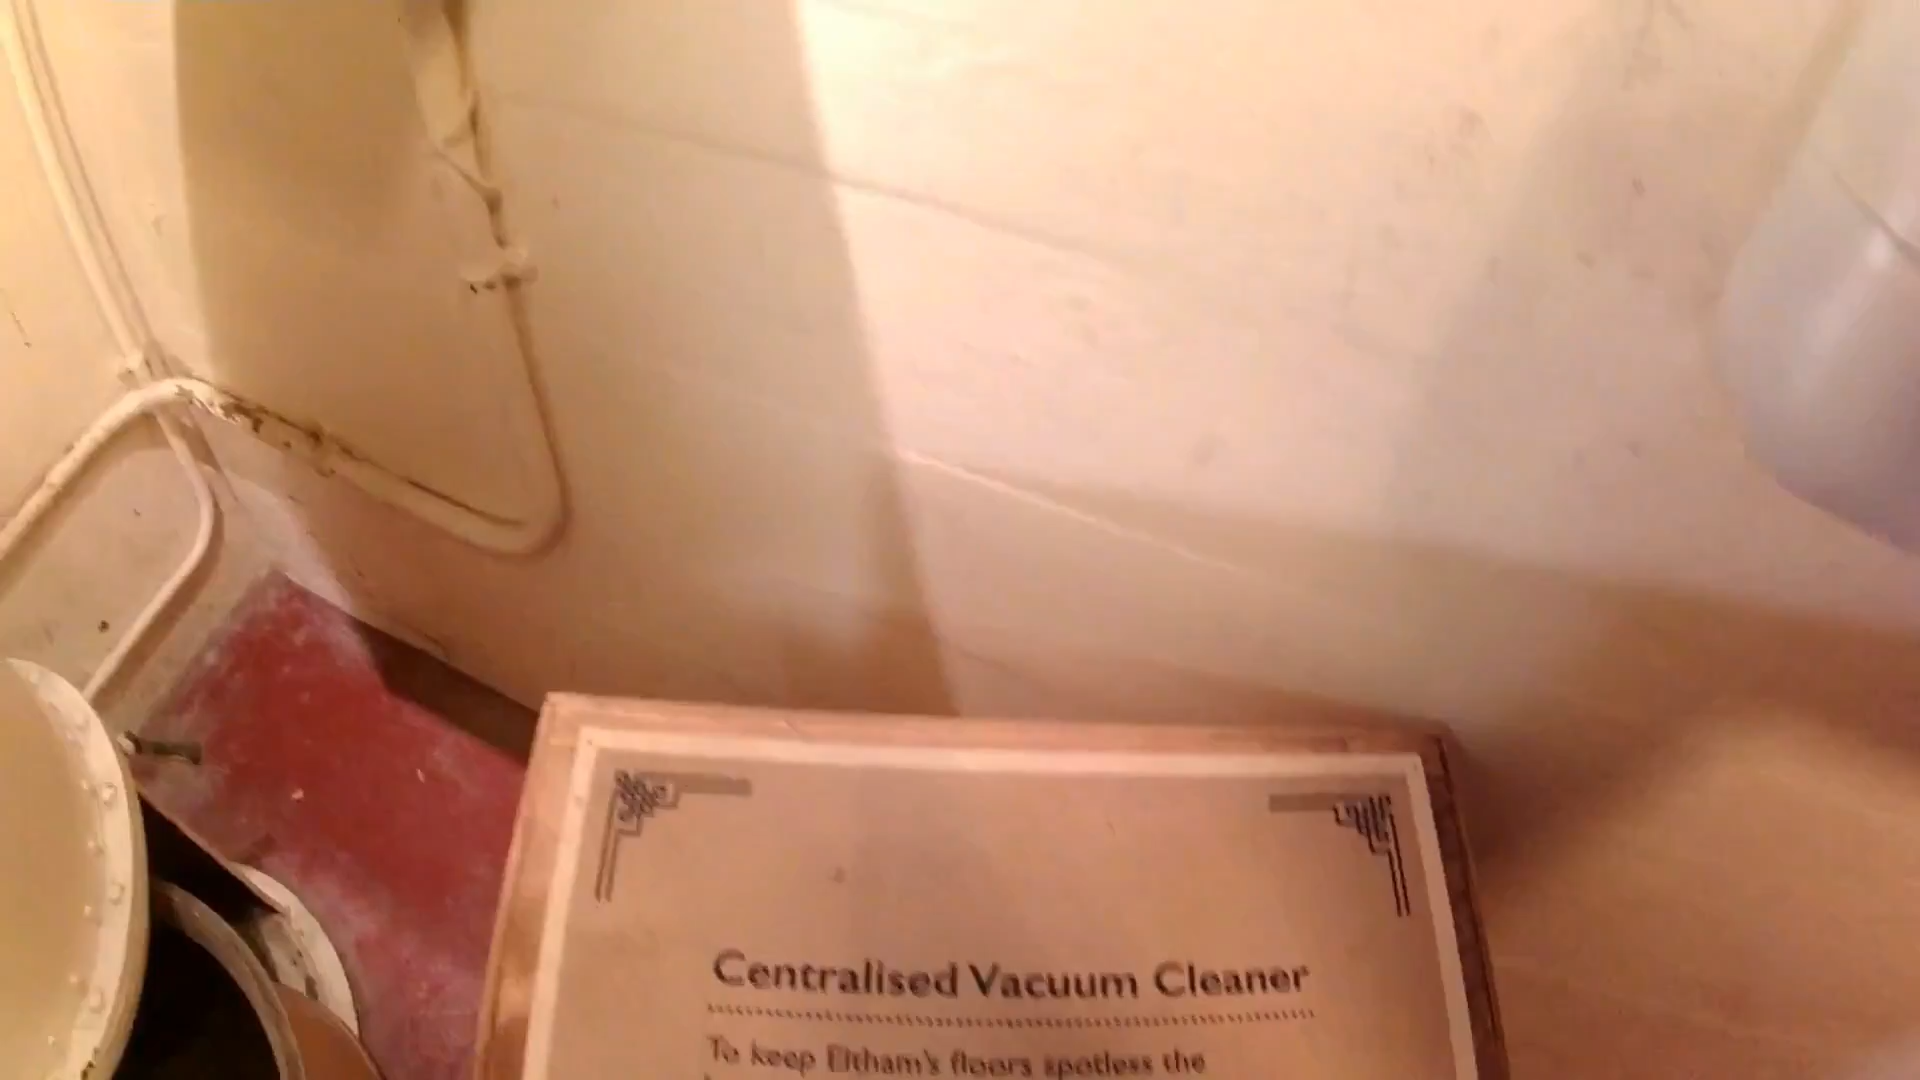 Centralised Vacuum Cleaner
To keep Eltham's floors spotless the